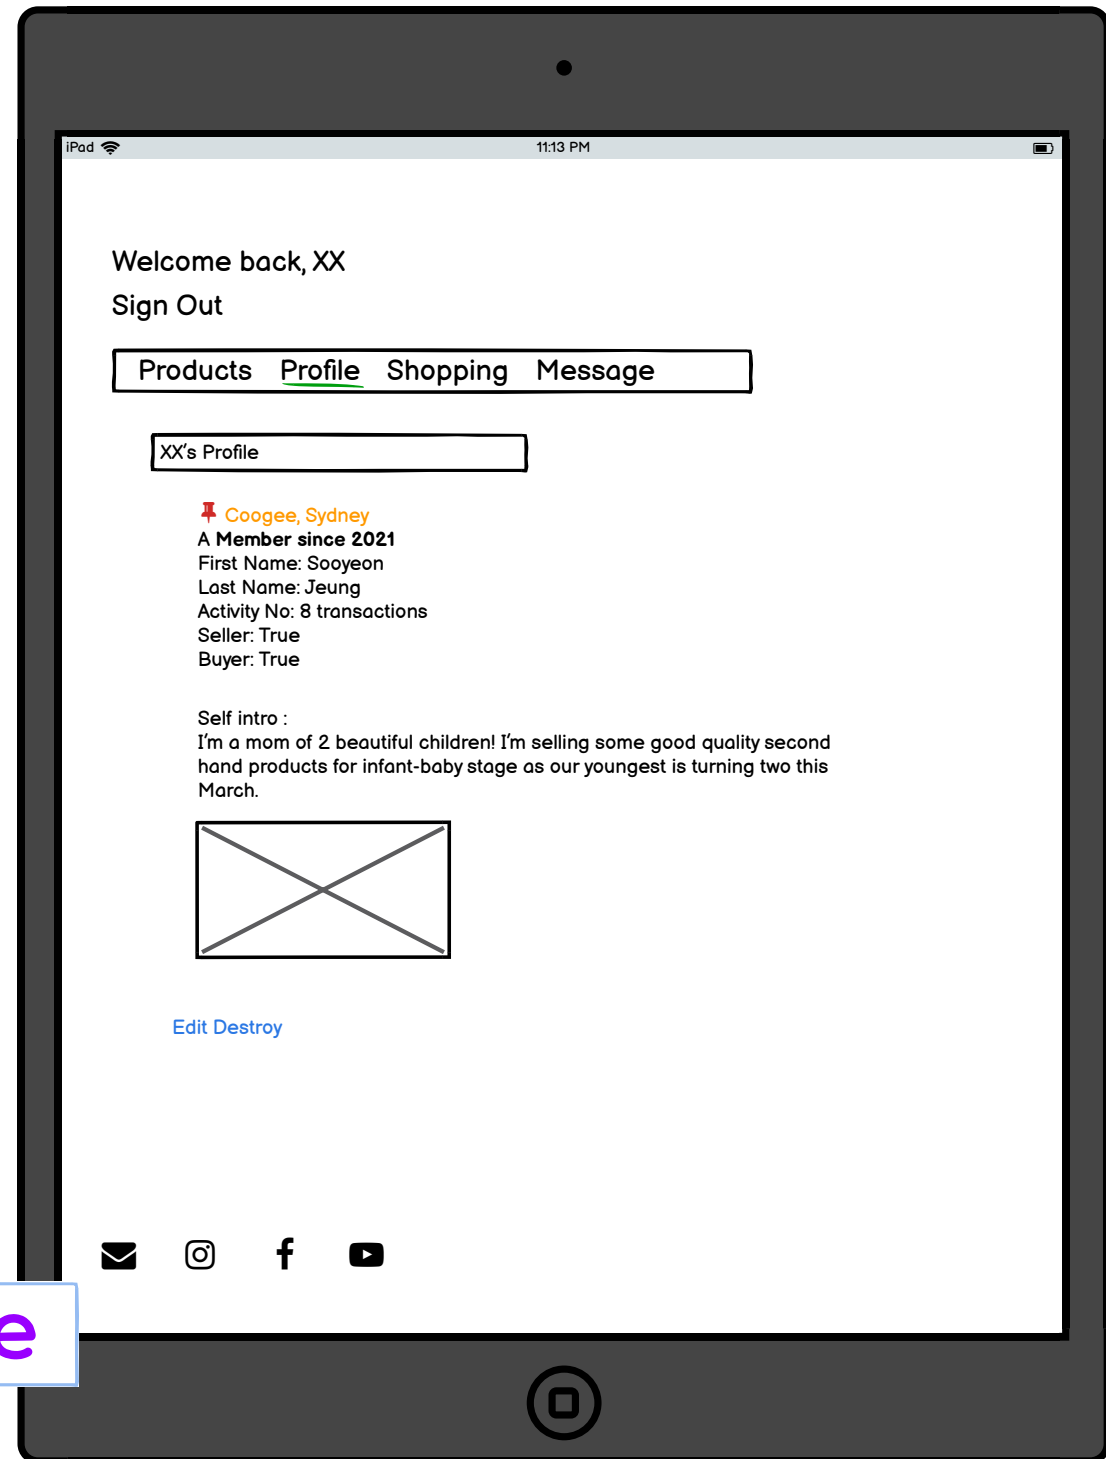 iPad 11:13 PM
Welcome back, XX
Sign Out
Products Profile Shopping Message
XX's Profile
Coogee, Sydney
A Member since 2021
First Name: Sooyeon
Last Name: Jeung
Activity No: 8 transactions
Seller: True
Buyer: True
Self intro :
I'm a mom of 2 beautiful children! I'm selling some good quality second
hand products for infant-baby stage as our youngest is turning two this
March.
Edit Destroy
e